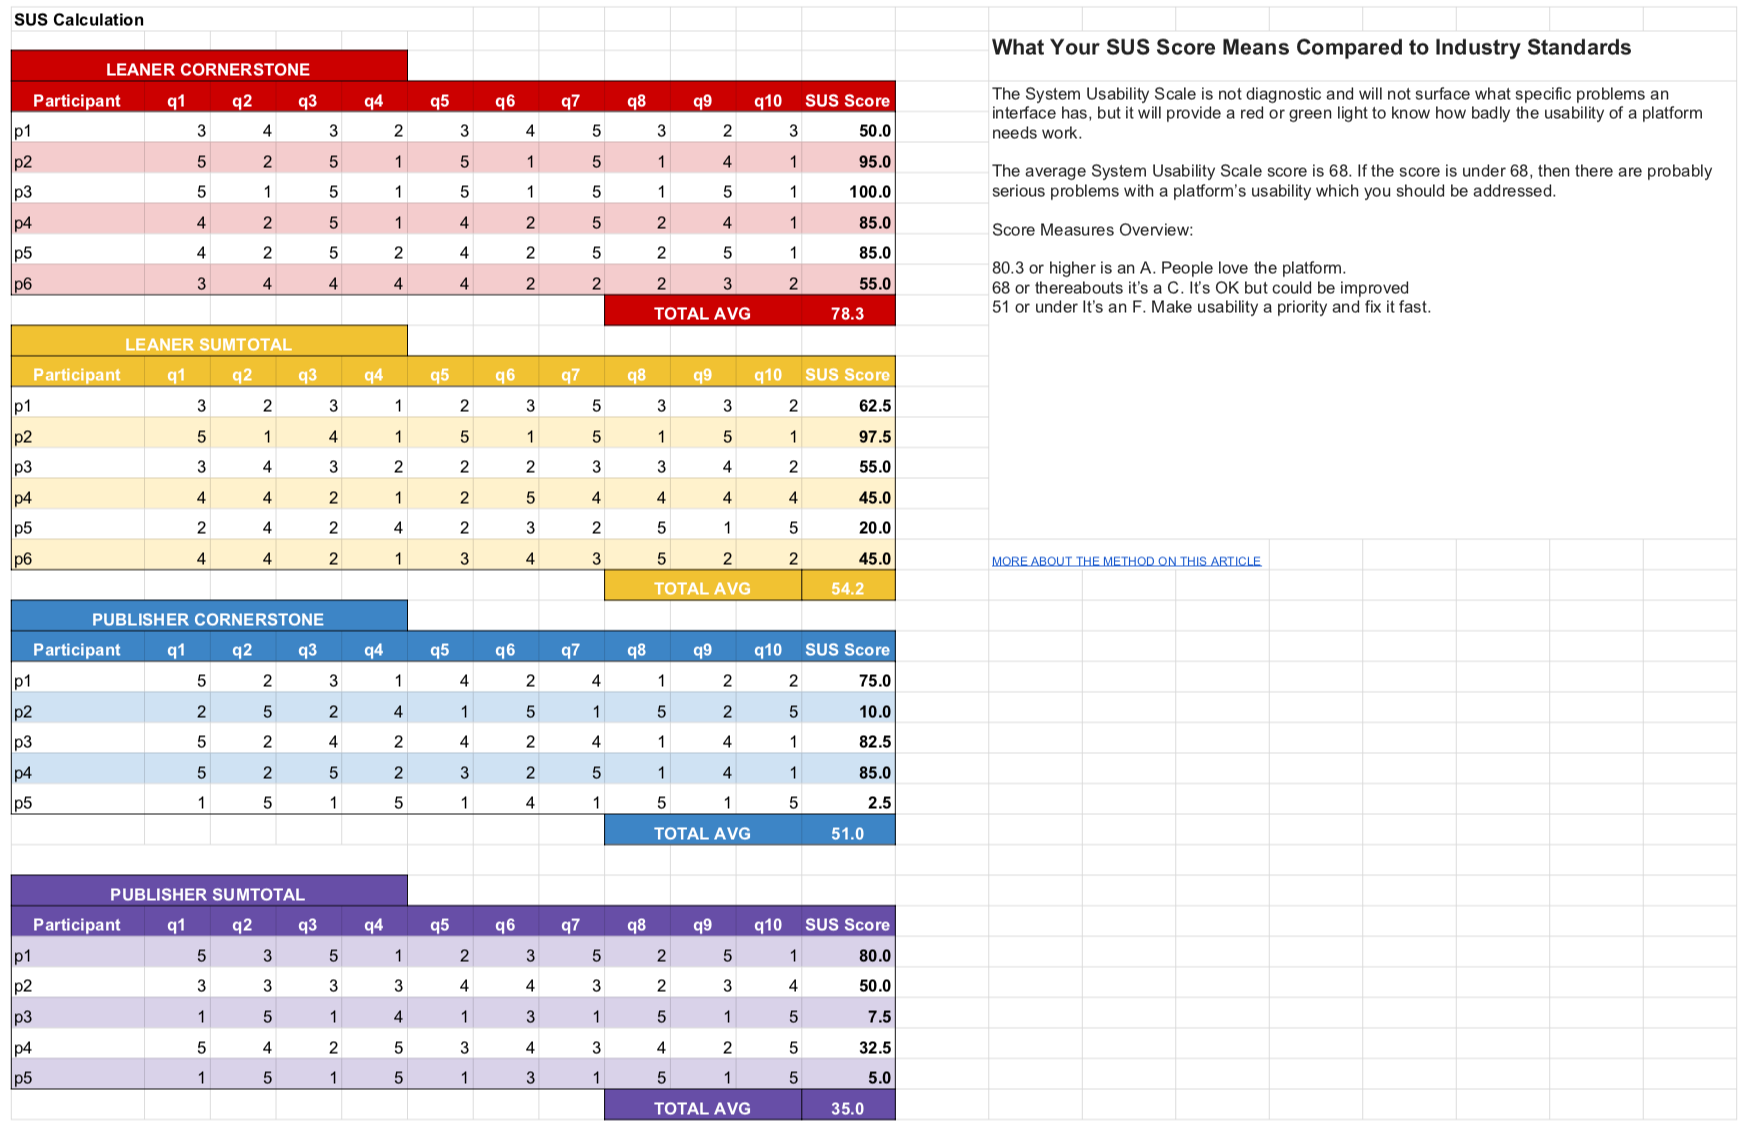 SUS Calculation
LEANER CORNERSTONE
Participant q1 q2 q3 q4 q5 q6 q7 q8 q9 q10 SUS Score
p1 3 4 3 2 3 4 5 3 2 3 50.0
p2 5 2 5 1 5 1 5 1 4 1 95.0
p3 5 1 5 1 5 1 5 1 5 1 100.0
p4 4 2 5 1 4 2 5 2 4 1 85.0
p5 4 2 5 2 4 2 5 2 5 1 85.0
p6 3 4 4 4 4 2 2 2 3 2 55.0
TOTAL AVG 78.3
LEANER SUMTOTAL
Participant q1 q2 q3 q4 q5 q6 q7 q8 q9 q10 SUS Score
p1 3 2 3 1 2 3 5 3 3 2 62.5
p2 5 1 4 1 5 1 5 1 5 1 97.5
p3 3 4 3 2 2 2 3 3 4 2 55.0
p4 4 4 2 1 2 5 4 4 4 4 45.0
p5 2 4 2 4 2 3 2 5 1 5 20.0
p6 4 4 2 1 3 4 3 5 2 2 45.0
TOTAL AVG 54.2
PUBLISHER CORNERSTONE
Participant q1 q2 q3 q4 q5 q6 q7 q8 q9 q10 SUS Score
p1 5 2 3 1 4 2 4 1 2 2 75.0
p2 2 5 2 4 1 5 1 5 2 5 10.0
p3 5 2 4 2 4 2 4 1 4 1 82.5
p4 5 2 5 2 3 2 5 1 4 1 85.0
p5 1 5 1 5 1 4 1 5 1 5 2.5
TOTAL AVG 51.0
PUBLISHER SUMTOTAL
Participant q1 q2 q3 q4 q5 q6 q7 q8 q9 q10 SUS Score
p1 5 3 5 1 2 3 5 2 5 1 80.0
p2 3 3 3 3 4 4 3 2 3 4 50.0
p3 1 5 1 4 1 3 1 5 1 5 7.5
p4 5 4 2 5 3 4 3 4 2 5 32.5
p5 1 5 1 5 1 3 1 5 1 5 5.0
TOTAL AVG 35.0
What Your SUS Score Means Compared to Industry Standards
The System Usability Scale is not diagnostic and will not surface what specific problems an
interface has, but it will provide a red or green light to know how badly the usability of a platform
needs work.
The average System Usability Scale score is 68. If the score is under 68, then there are probably
serious problems with a platform’s usability which you should be addressed.
Score Measures Overview:
80.3 or higher is an A. People love the platform.
68 or thereabouts it’s a C. It’s OK but could be improved
51 or under It’s an F. Make usability a priority and fix it fast.
MORE ABOUT THE METHOD ON THIS ARTICLE